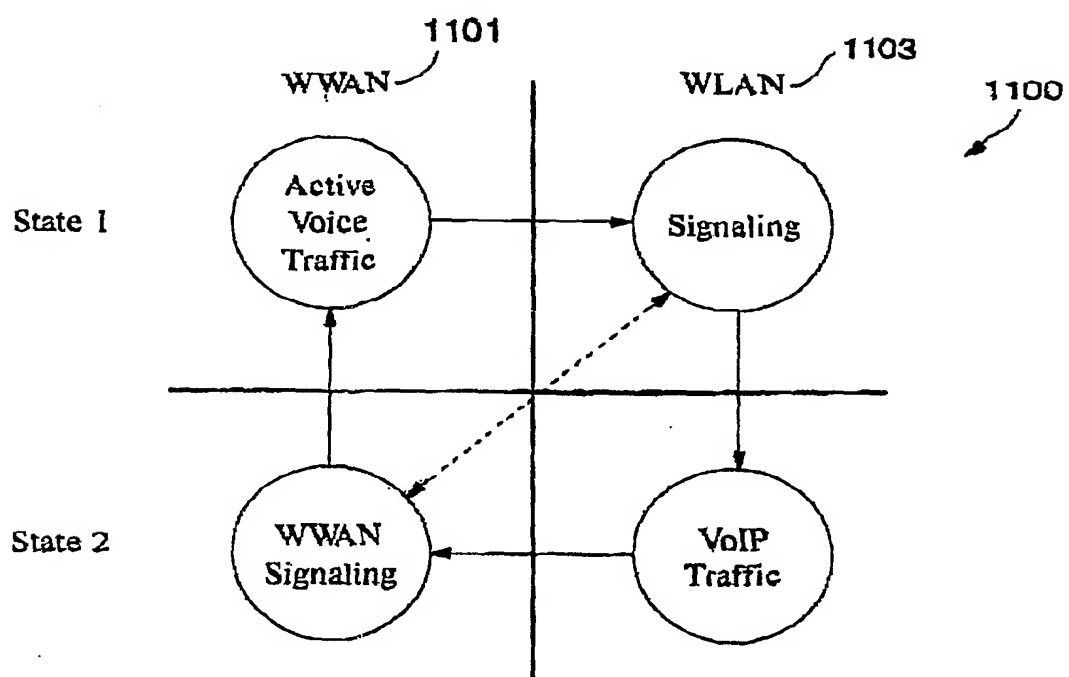 1101
1103
WWAN
WLAN
1100
State 1
Active
Voice
Traffic
Signaling
State 2
WWAN
Signaling
VoIP
Traffic